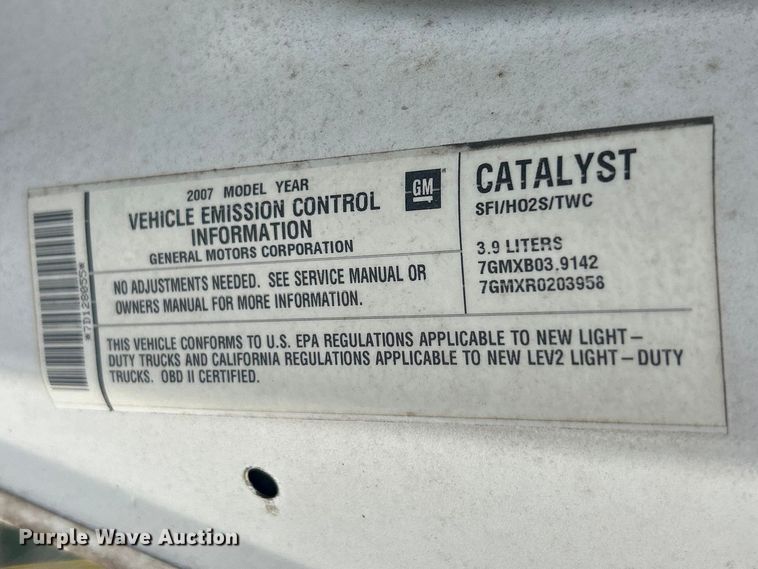 *7D128055*
2007 MODEL YEAR
VEHICLE EMISSION CONTROL
INFORMATION
GENERAL MOTORS CORPORATION
GM
NO ADJUSTMENTS NEEDED. SEE SERVICE MANUAL OR
OWNERS MANUAL FOR MORE INFORMATION.
CATALYST
SFI/HO2S/TWC
3.9 LITERS
7GMXB03.9142
7GMXR0203958
THIS VEHICLE CONFORMS TO U.S. EPA REGULATIONS APPLICABLE TO NEW LIGHT–
DUTY TRUCKS AND CALIFORNIA REGULATIONS APPLICABLE TO NEW LEV2 LIGHT–DUTY
TRUCKS. OBD II CERTIFIED.
Purple Wave Auction